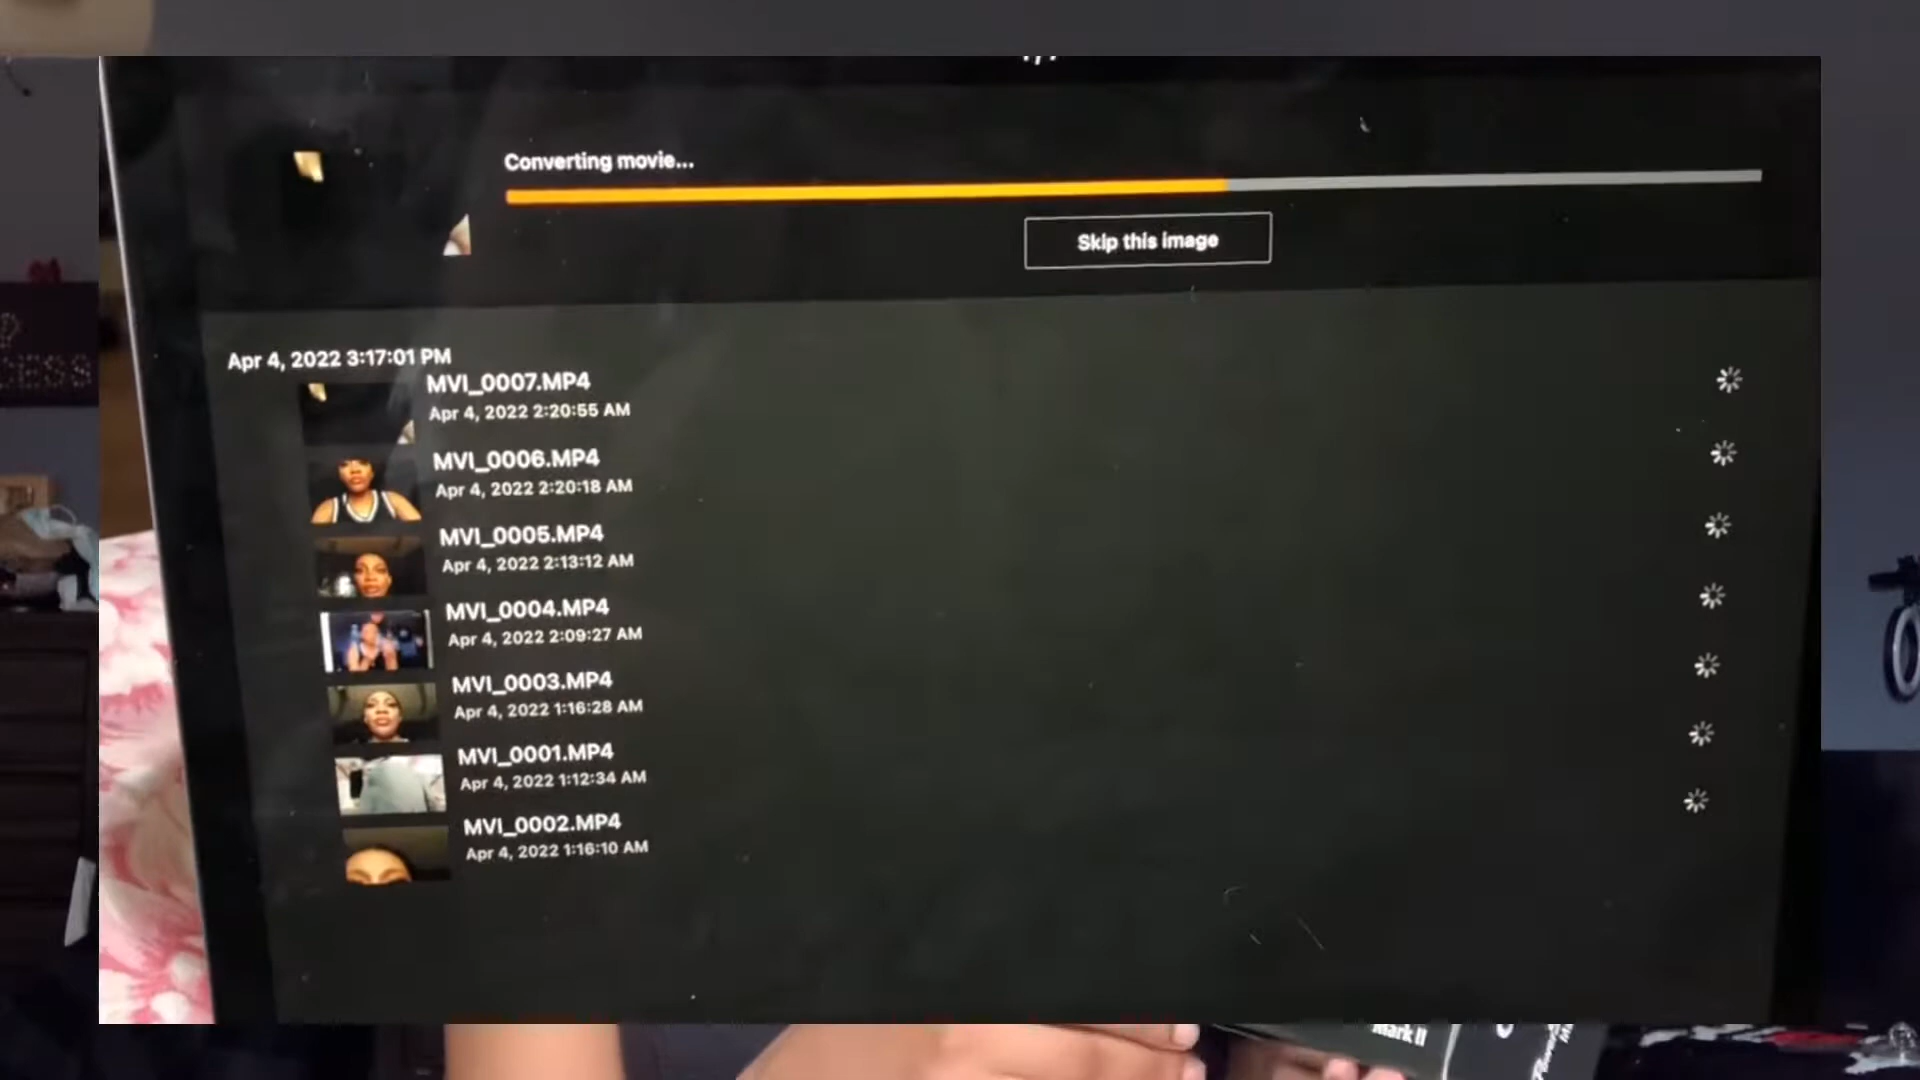 Converting movie...
Skip this image
Apr 4, 2022 3:17:01 PM
MVI_0007.MP4
Apr 4, 2022 2:20:55 AM
MVI_0006.MP4
Apr 4, 2022 2:20:18 AM
MVI_0005.MP4
Apr 4, 2022 2:13:12 AM
MVI_0004.MP4
Apr 4, 2022 2:09:27 AM
MVI_0003.MP4
Apr 4, 2022 1:16:28 AM
MVI_0001.MP4
Apr 4, 2022 1:12:34 AM
MVI_0002.MP4
Apr 4, 2022 1:16:10 AM
Mark II